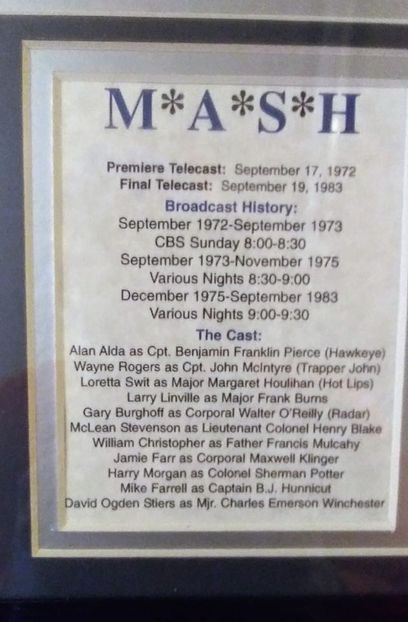 M*A*S*H
Premiere Telecast: September 17, 1972
Final Telecast: September 19, 1983
Broadcast History:
September 1972-September 1973
CBS Sunday 8:00-8:30
September 1973-November 1975
Various Nights 8:30-9:00
December 1975-September 1983
Various Nights 9:00-9:30
The Cast:
Alan Alda as Cpt. Benjamin Franklin Pierce (Hawkeye)
Wayne Rogers as Cpt. John McIntyre (Trapper John)
Loretta Swit as Major Margaret Houlihan (Hot Lips)
Larry Linville as Major Frank Burns
Gary Burghoff as Corporal Walter O'Reilly (Radar)
McLean Stevenson as Lieutenant Colonel Henry Blake
William Christopher as Father Francis Mulcahy
Jamie Farr as Corporal Maxwell Klinger
Harry Morgan as Colonel Sherman Potter
Mike Farrell as Captain B.J. Hunnicut
David Ogden Stiers as Mjr. Charles Emerson Winchester